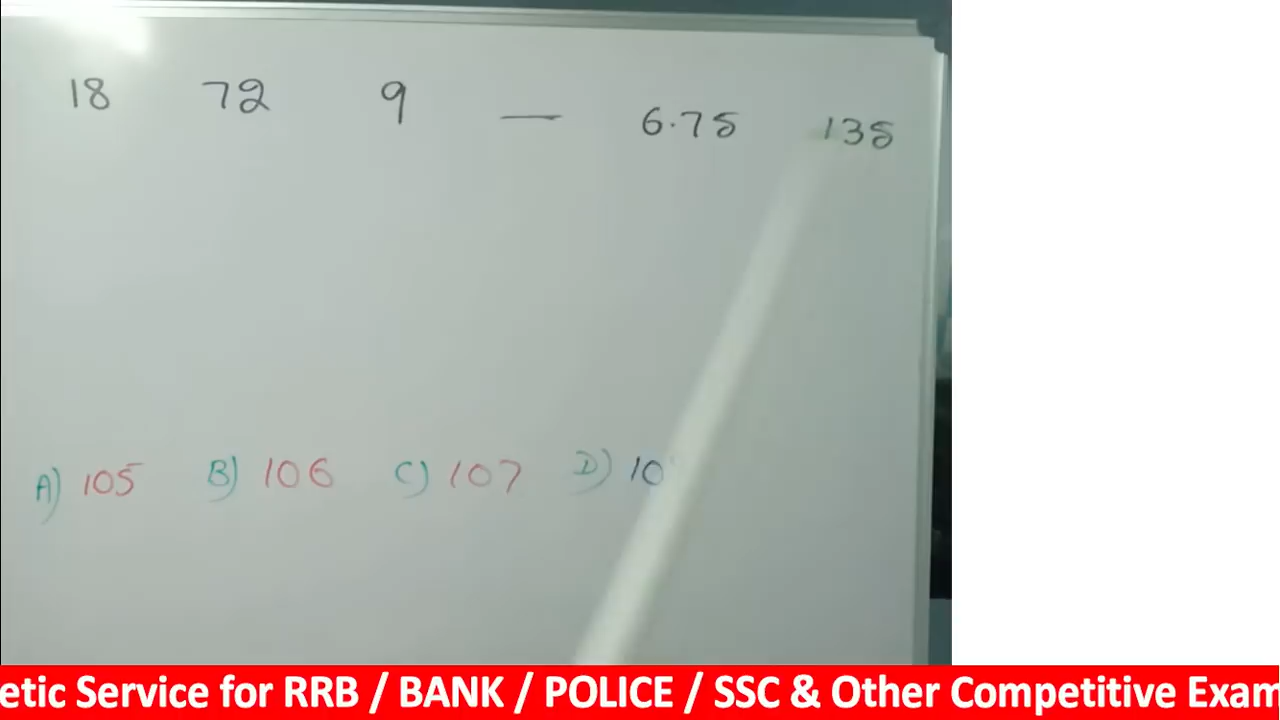 18 72 9 — 6.75 135
A) 105 B) 106 C) 107 D) 10
etic Service for RRB / BANK / POLICE / SSC & Other Competitive Exam